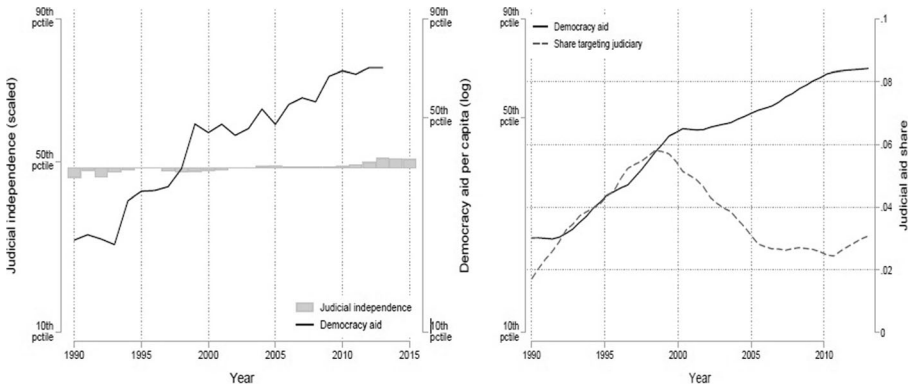 90th
pctile
50th
pctile
10th
pctile
Judicial independence (scaled)
Judicial independence
Democracy aid
1990
1995
2000
2005
2010
2015
Year
90th
pctile
50th
pctile
10th
pctile
Democracy aid per capita (log)
90th
pctile
50th
pctile
10th
pctile
Democracy aid
Share targeting judiciary
1990
1995
2000
2005
2010
Year
.1
.08
.06
.04
.02
0
Judicial aid share